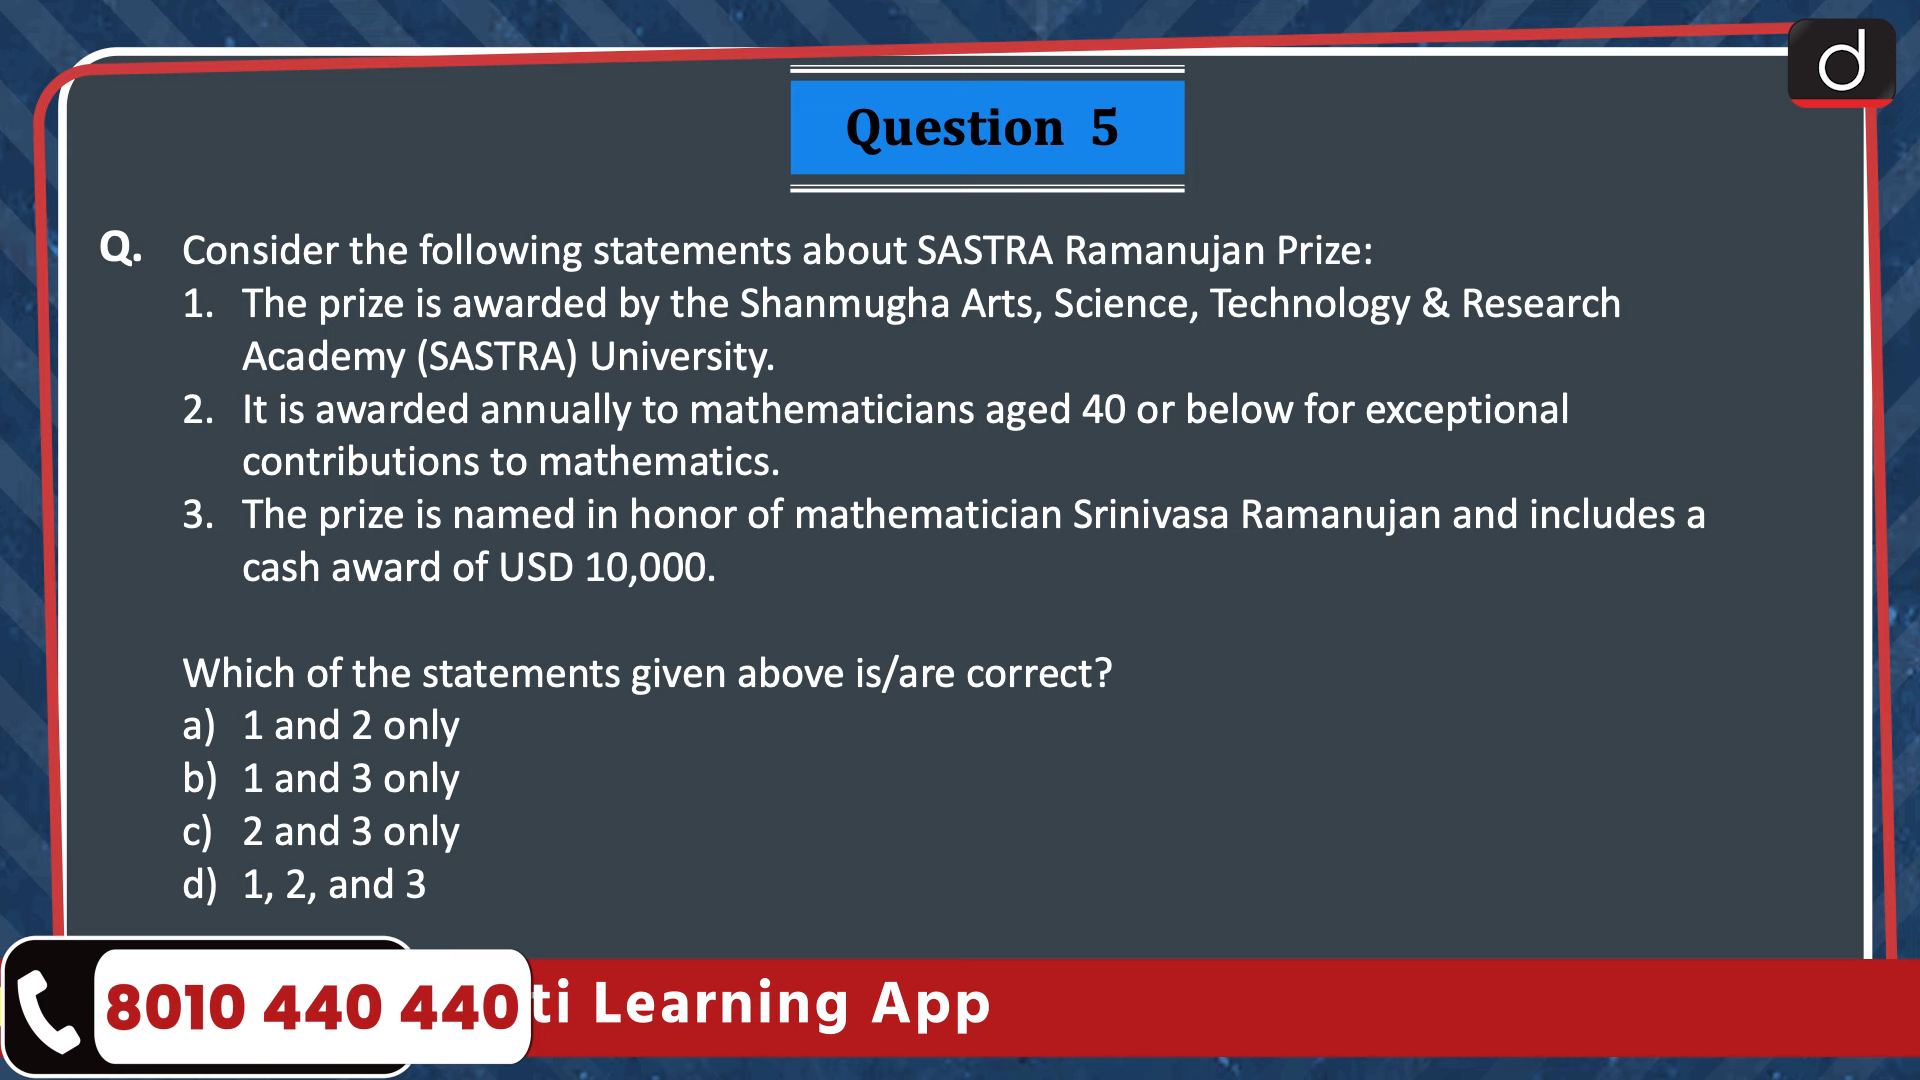 d
Question 5
Q. Consider the following statements about SASTRA Ramanujan Prize:
1. The prize is awarded by the Shanmugha Arts, Science, Technology & Research
Academy (SASTRA) University.
2. It is awarded annually to mathematicians aged 40 or below for exceptional
contributions to mathematics.
3. The prize is named in honor of mathematician Srinivasa Ramanujan and includes a
cash award of USD 10,000.
Which of the statements given above is/are correct?
a) 1 and 2 only
b) 1 and 3 only
c) 2 and 3 only
d) 1, 2, and 3
8010 440 440 ti Learning App